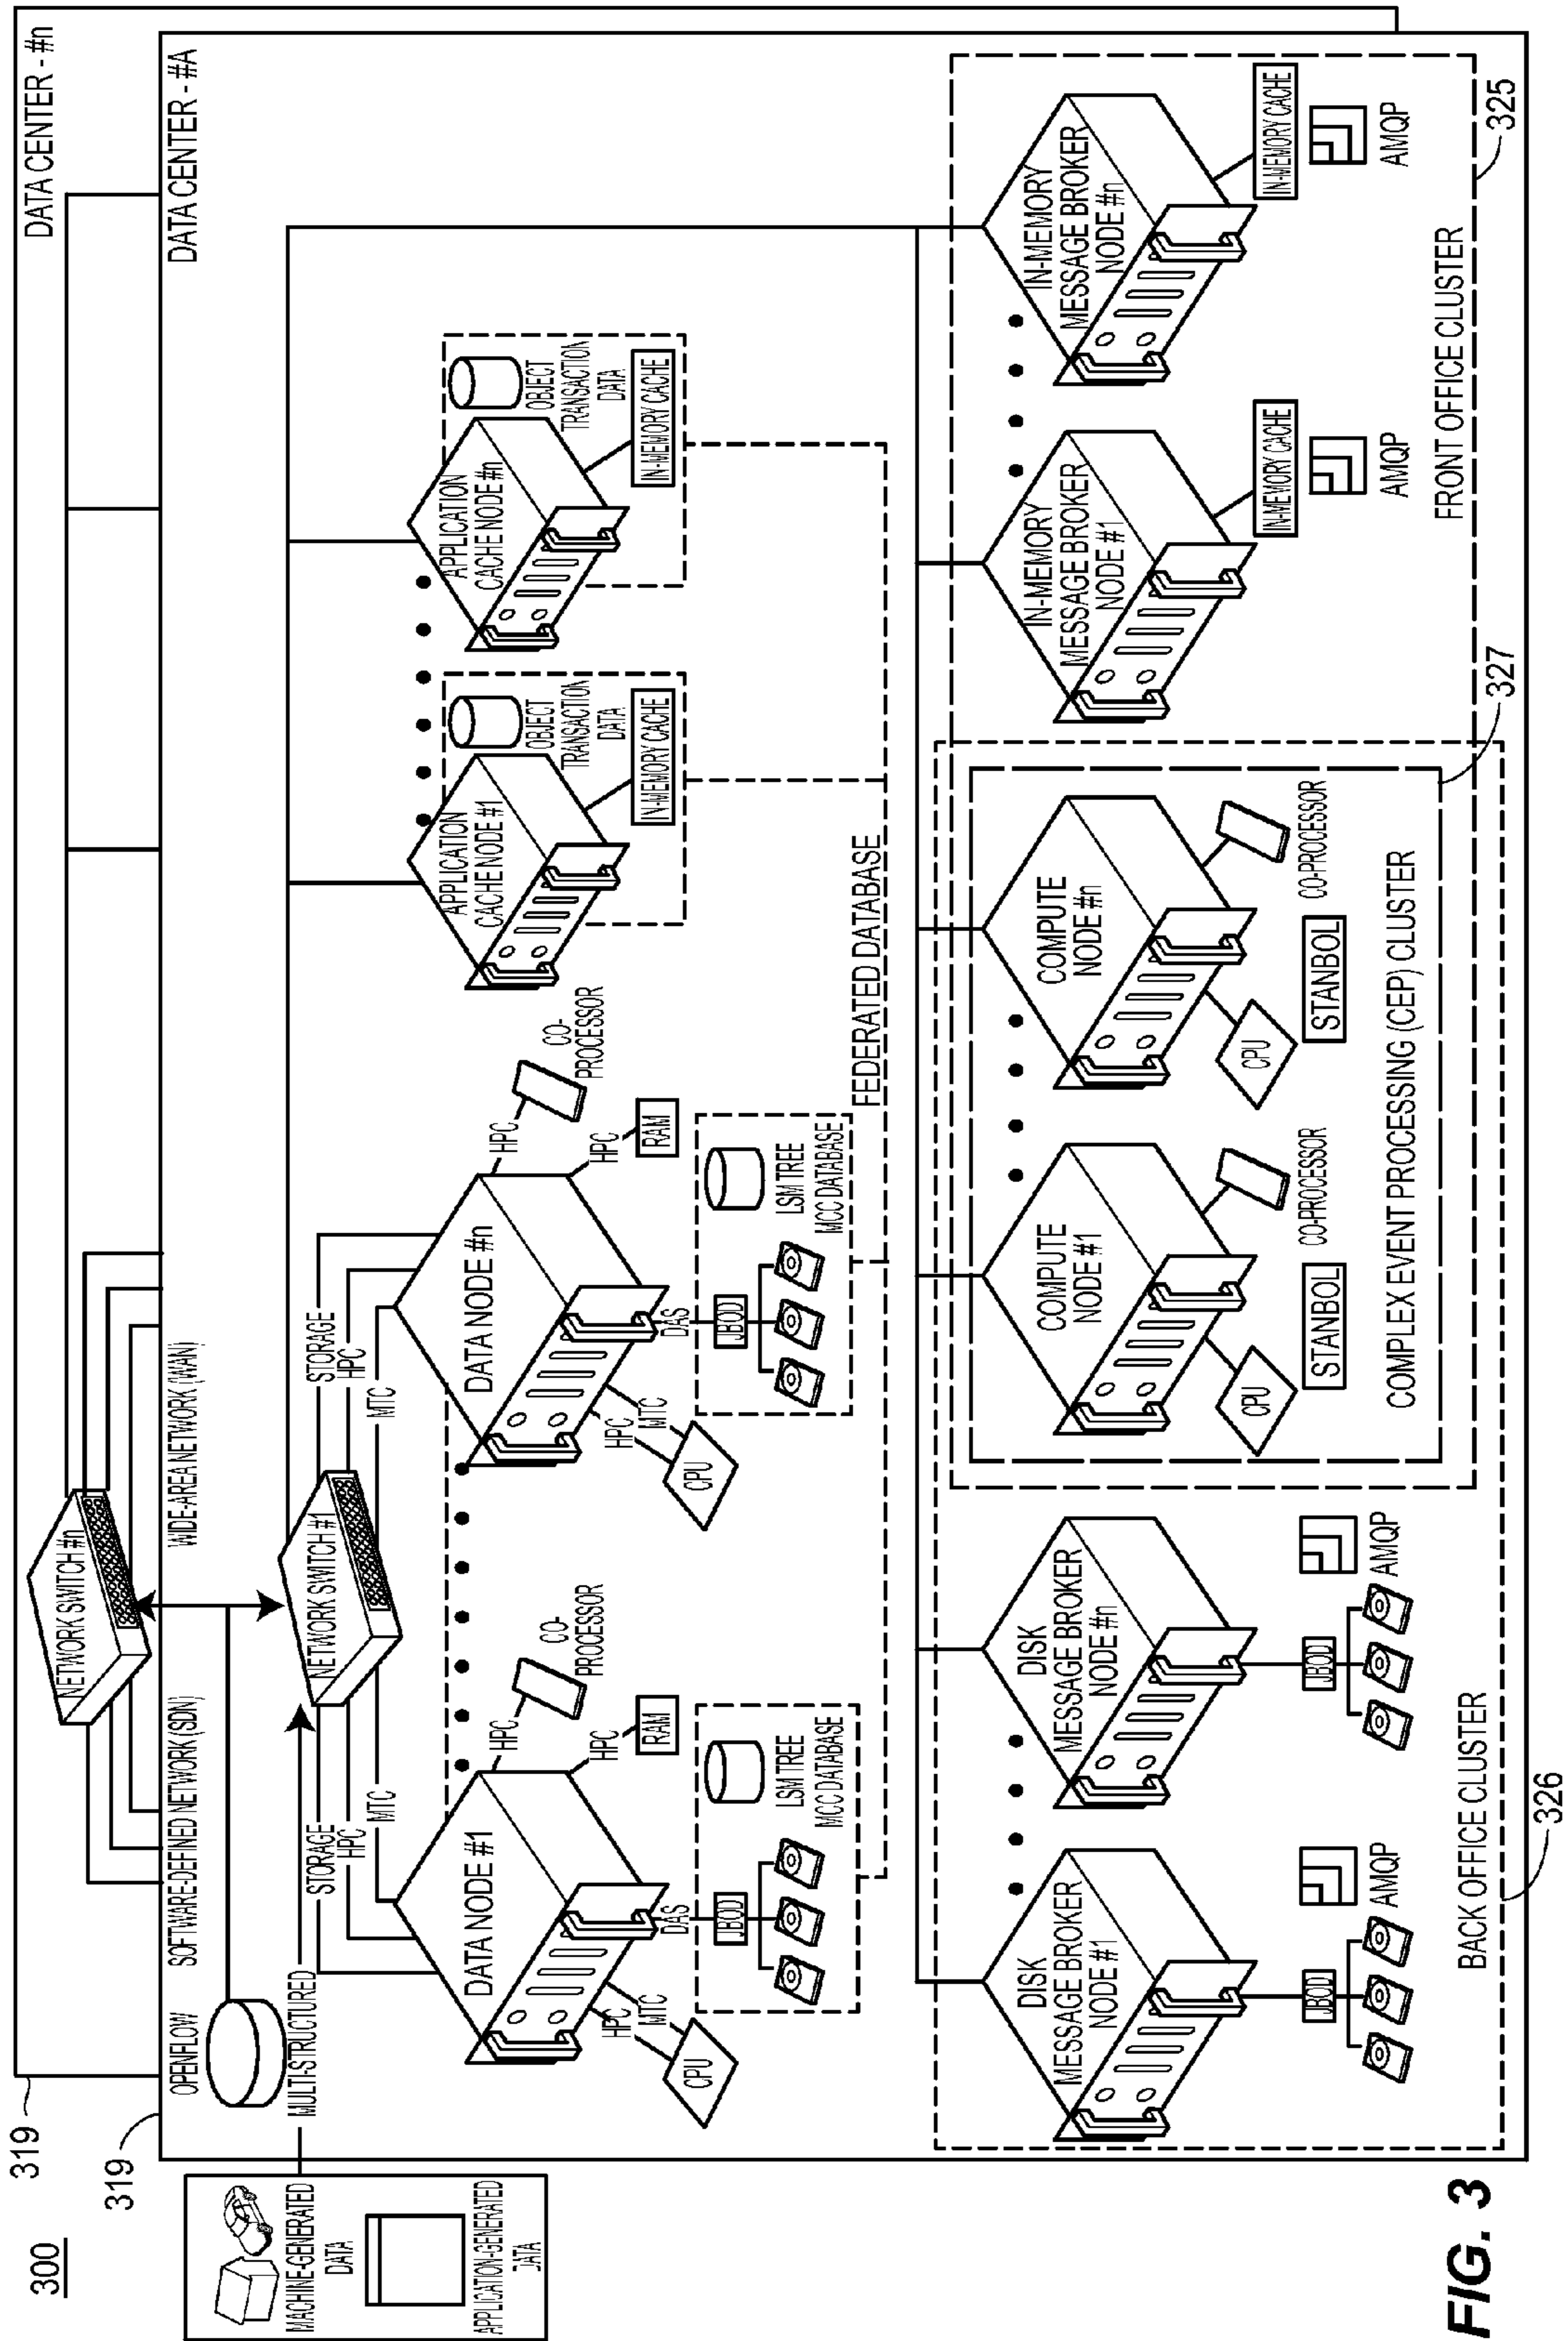 300
319
319
DATA CENTER - #n
DATA CENTER - #A
NETWORK SWITCH #n
OPENFLOW
SOFTWARE-DEFINED NETWORK (SDN)
WIDE-AREA NETWORK (WAN)
MACHINE-GENERATED
DATA
APPLICATION-GENERATED
DATA
MULTI-STRUCTURED
NETWORK SWITCH #1
STORAGE
HPC
MTC
STORAGE
HPC
MTC
DATA NODE #1
HPC
CO-
PROCESSOR
HPC
RAM
HPC
MTC
CPU
DAS
JBOD
LSM TREE
MCC DATABASE
DATA NODE #n
HPC
CO-
PROCESSOR
HPC
RAM
HPC
MTC
CPU
DAS
JBOD
LSM TREE
MCC DATABASE
APPLICATION
CACHE NODE #1
OBJECT
TRANSACTION
DATA
IN-MEMORY CACHE
APPLICATION
CACHE NODE #n
OBJECT
TRANSACTION
DATA
IN-MEMORY CACHE
FEDERATED DATABASE
DISK
MESSAGE BROKER
NODE #1
JBOD
AMQP
DISK
MESSAGE BROKER
NODE #n
JBOD
AMQP
BACK OFFICE CLUSTER
326
COMPUTE
NODE #1
CPU
STANBOL
CO-PROCESSOR
COMPUTE
NODE #n
CPU
STANBOL
CO-PROCESSOR
COMPLEX EVENT PROCESSING (CEP) CLUSTER
327
IN-MEMORY
MESSAGE BROKER
NODE #1
IN-MEMORY CACHE
AMQP
IN-MEMORY
MESSAGE BROKER
NODE #n
IN-MEMORY CACHE
AMQP
FRONT OFFICE CLUSTER
325
FIG. 3